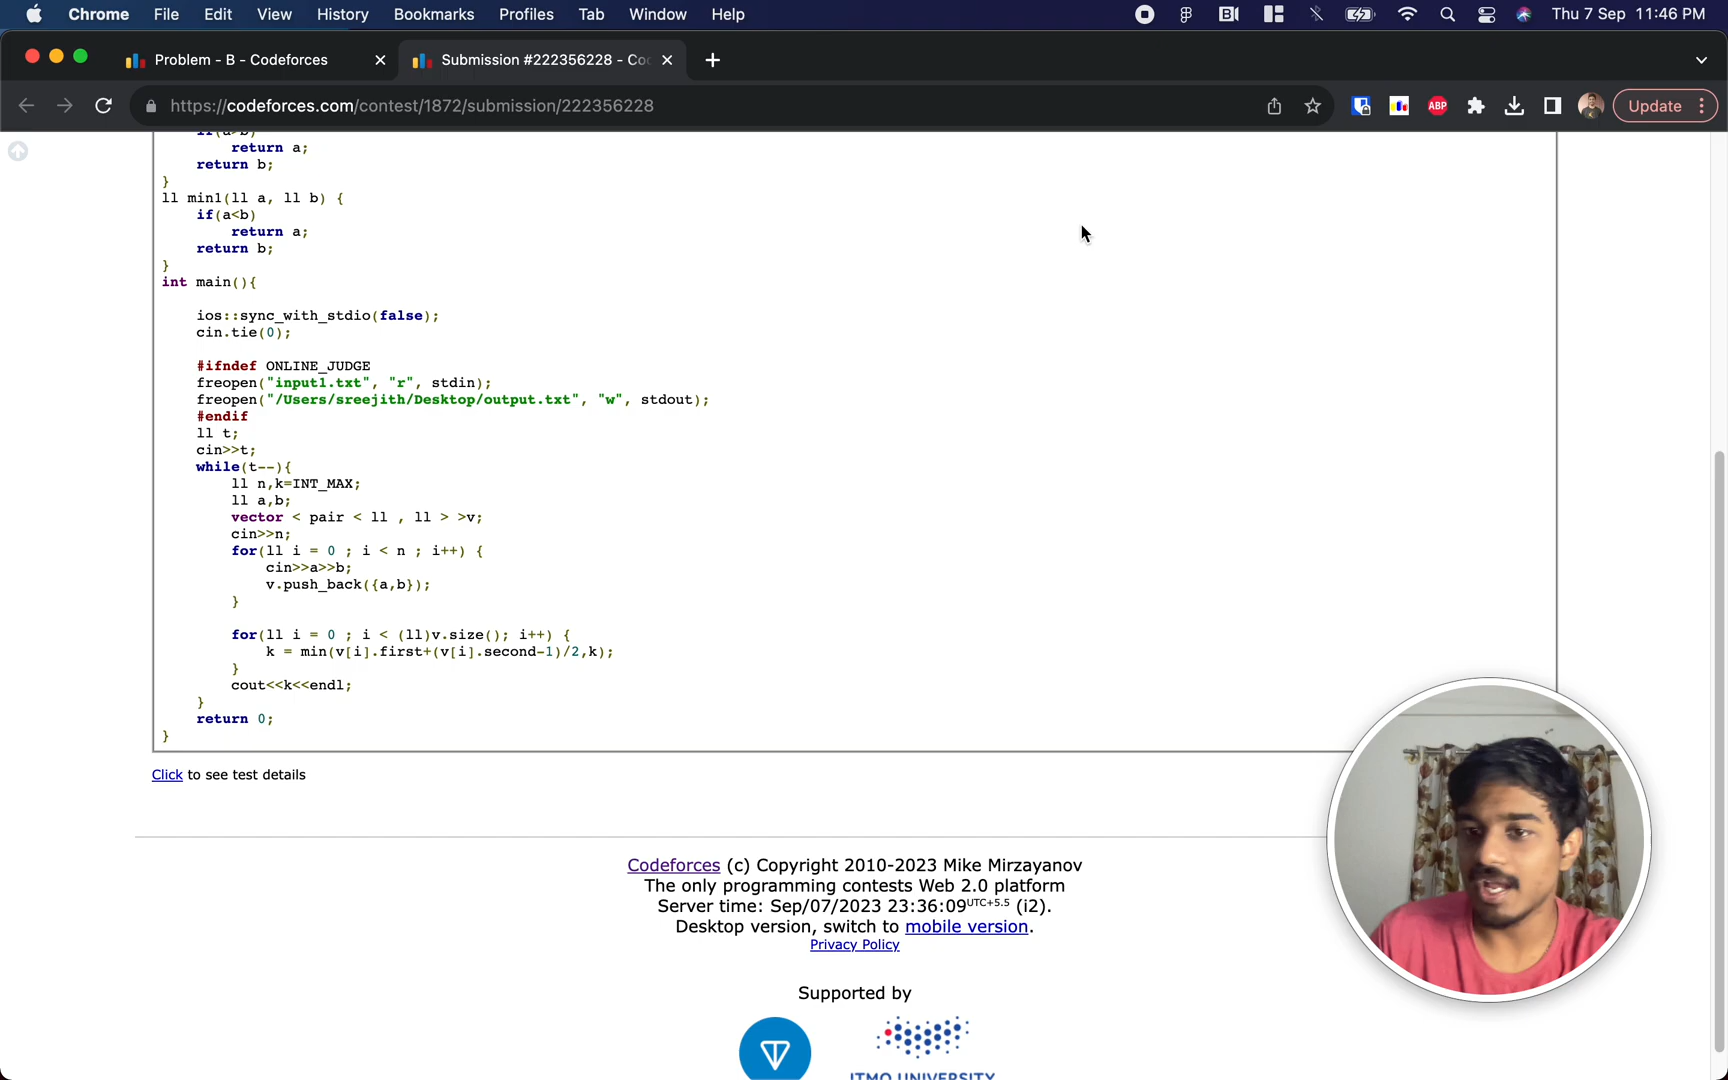 Chrome File Edit View History Bookmarks Profiles Tab Window Help Thu 7 Sep 11:46 PM
Problem - B - Codeforces
Submission #222356228 - Co
https://codeforces.com/contest/1872/submission/222356228
ABP
Update
if(a>b)
return a;
return b;
}
ll min1(ll a, ll b) {
if(a<b)
return a;
return b;
}
int main(){
ios::sync_with_stdio(false);
cin.tie(0);
#ifndef ONLINE_JUDGE
freopen("input1.txt", "r", stdin);
freopen("/Users/sreejith/Desktop/output.txt", "w", stdout);
#endif
ll t;
cin>>t;
while(t--){
ll n,k=INT_MAX;
ll a,b;
vector < pair < ll , ll > >v;
cin>>n;
for(ll i = 0 ; i < n ; i++) {
cin>>a>>b;
v.push_back({a,b});
}
for(ll i = 0 ; i < (ll)v.size(); i++) {
k = min(v[i].first+(v[i].second-1)/2,k);
}
cout<<k<<endl;
}
return 0;
}
Click to see test details
Codeforces (c) Copyright 2010-2023 Mike Mirzayanov
The only programming contests Web 2.0 platform
Server time: Sep/07/2023 23:36:09UTC+5.5 (i2).
Desktop version, switch to mobile version.
Privacy Policy
Supported by
ITMO UNIVERSITY